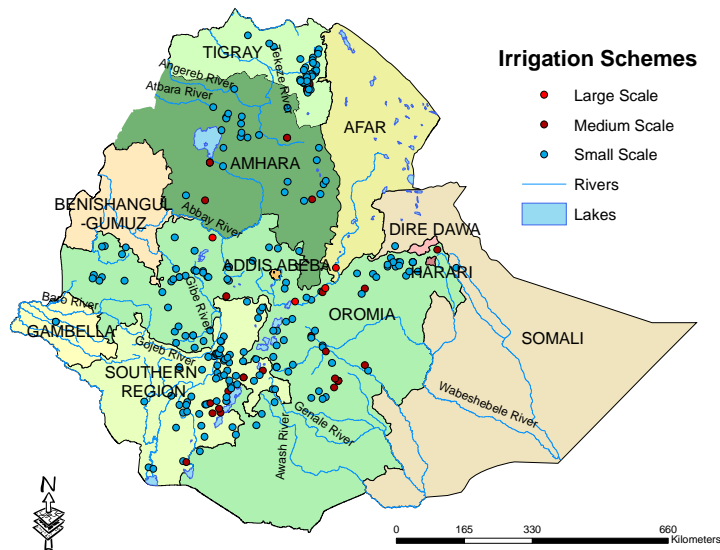 TIGRAY
Tekeze River
Irrigation Schemes
Angereb River
Atbara River
Large Scale
Medium Scale
AFAR
Small Scale
AMHARA
Rivers
BENISHANGUL
-GUMUZ
Lakes
Abbay River
DIRE DAWA
ADDIS ABEBA
HARARI
Baro River
Gibe River
OROMIA
GAMBELLA
SOMALI
Gojeb River
SOUTHERN
REGION
Wabeshebele River
Genale River
Awash River
N
0 165 330 660
Kilometers